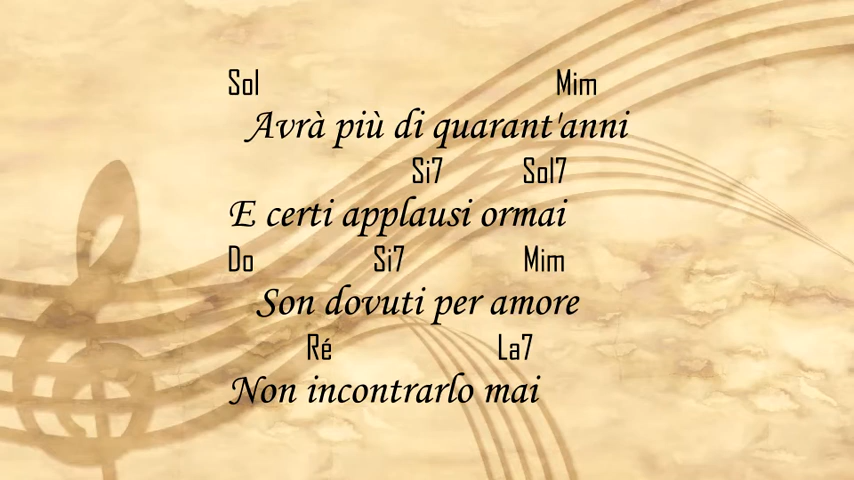 Sol Mim
Avrà più di quarant'anni
Si7 Sol7
E certi applausi ormai
Do Si7 Mim
Son dovuti per amore
Ré La7
Non incontrarlo mai